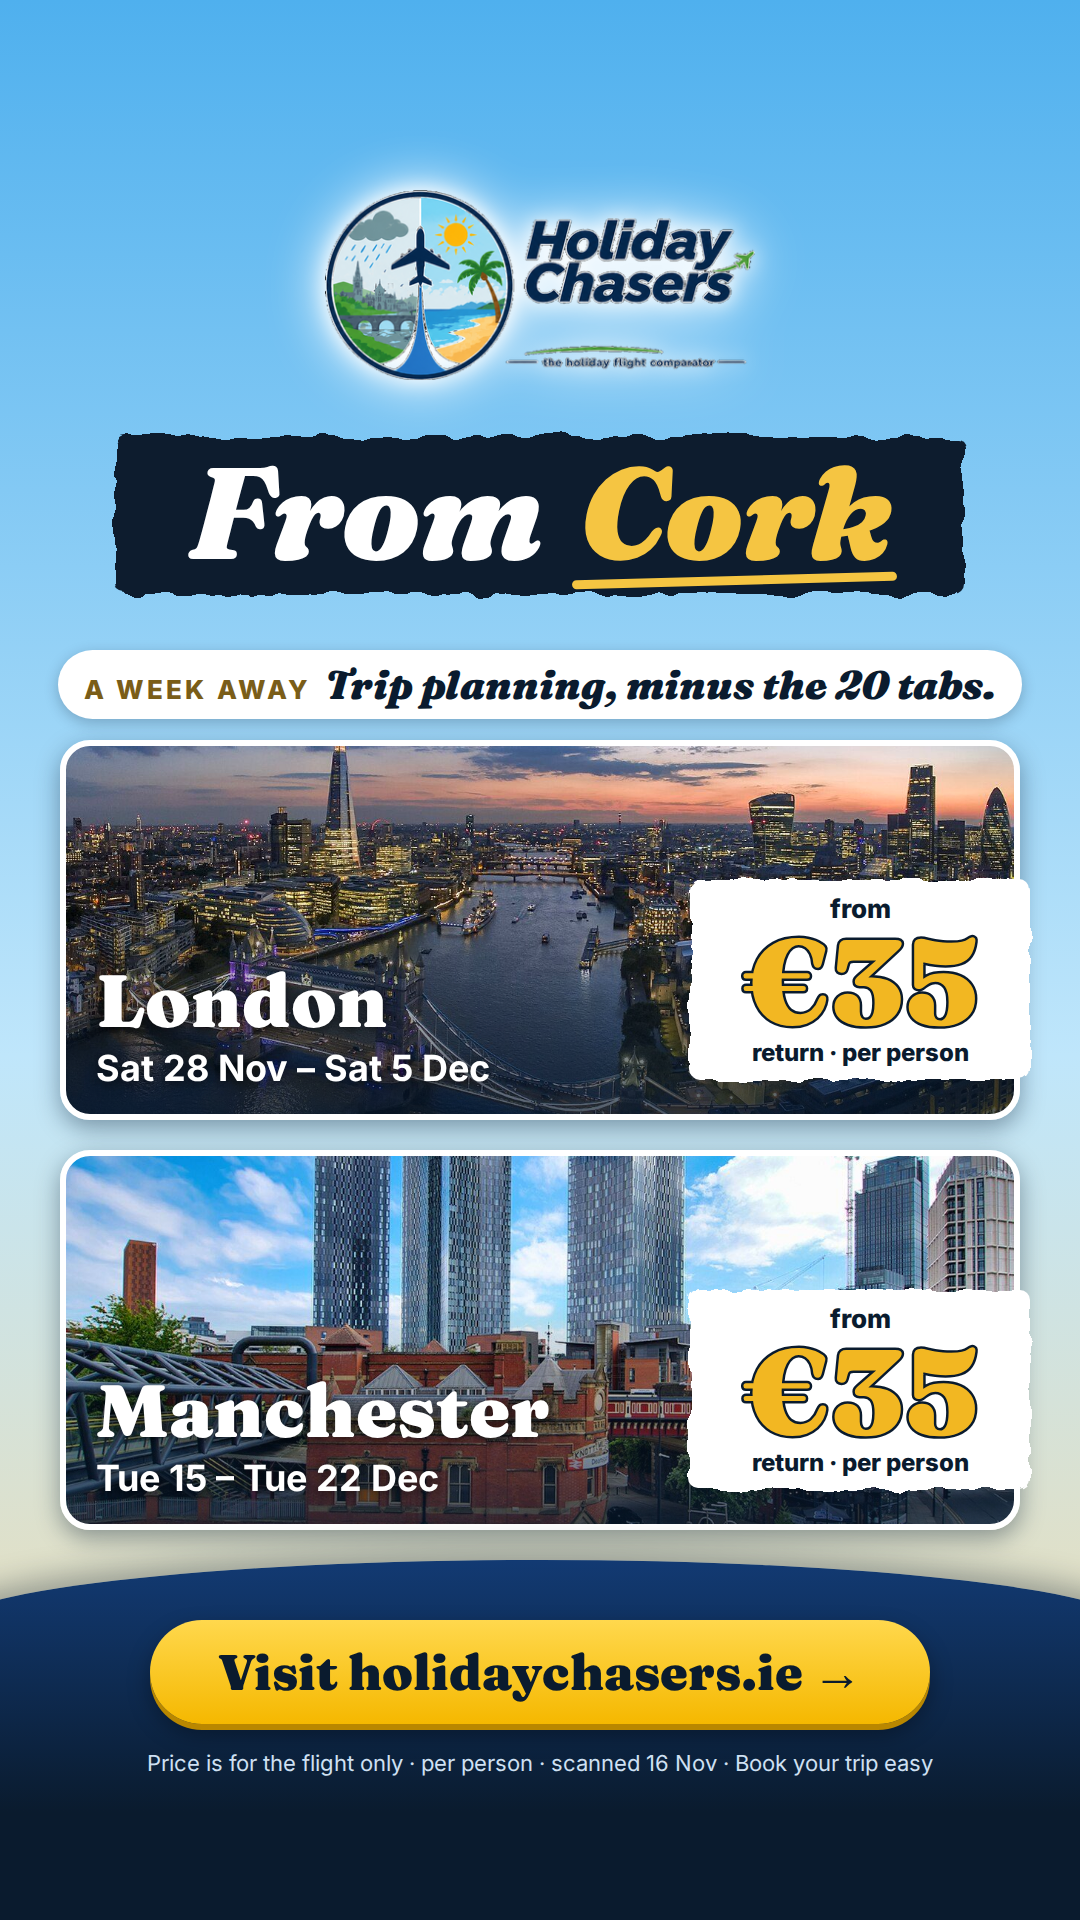 Holiday
Chasers
the holiday flight comparator
From Cork
A WEEK AWAY Trip planning, minus the 20 tabs.
from
€35
return · per person
London
Sat 28 Nov – Sat 5 Dec
from
€35
return · per person
Manchester
Tue 15 – Tue 22 Dec
Visit holidaychasers.ie →
Price is for the flight only · per person · scanned 16 Nov · Book your trip easy